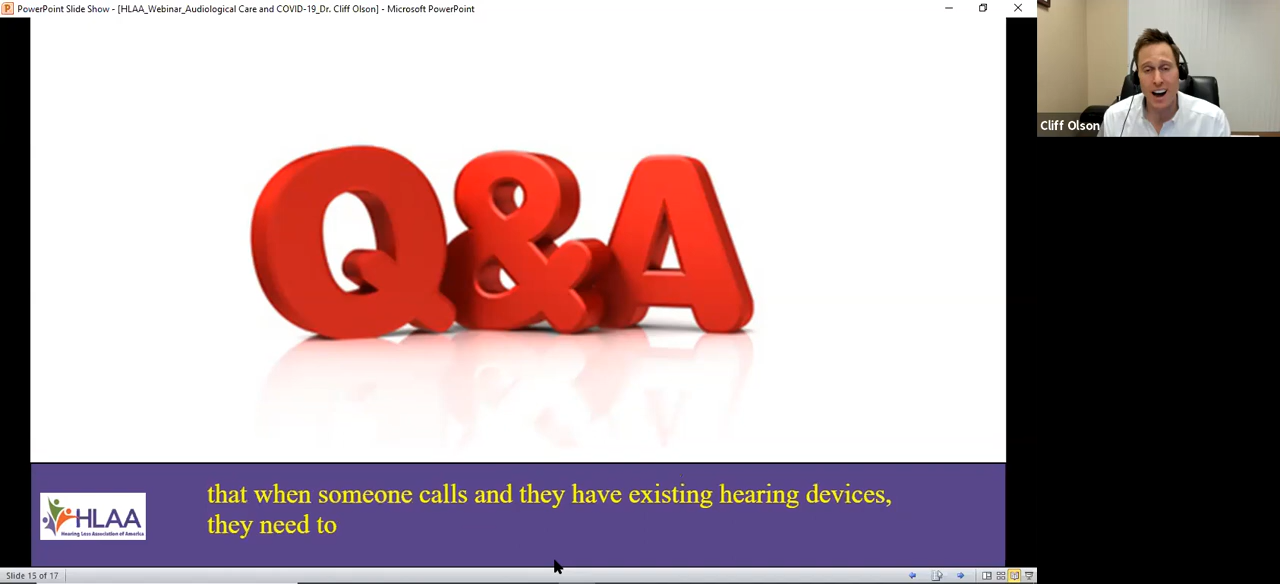 PowerPoint Slide Show - [HLAA_Webinar_Audiological Care and COVID-19_Dr. Cliff Olson] - Microsoft PowerPoint
Cliff Olson
Q&A
HLAA
Hearing Loss Association of America
that when someone calls and they have existing hearing devices,
they need to
Slide 15 of 17